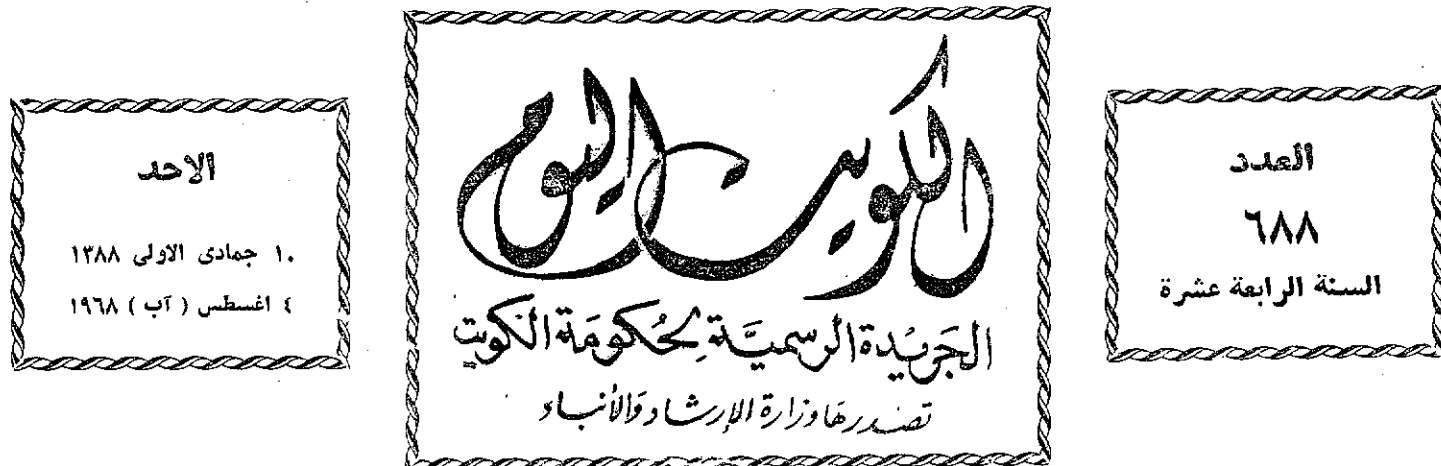 العدد
٦٨٨
السنة الرابعة عشرة
الكويت اليوم
الجريدة الرسمية لحكومة الكويت
تصدرها وزارة الإرشاد والأنباء
الاحد
١٠ جمادى الاولى ١٣٨٨
٤ اغسطس ( آب ) ١٩٦٨